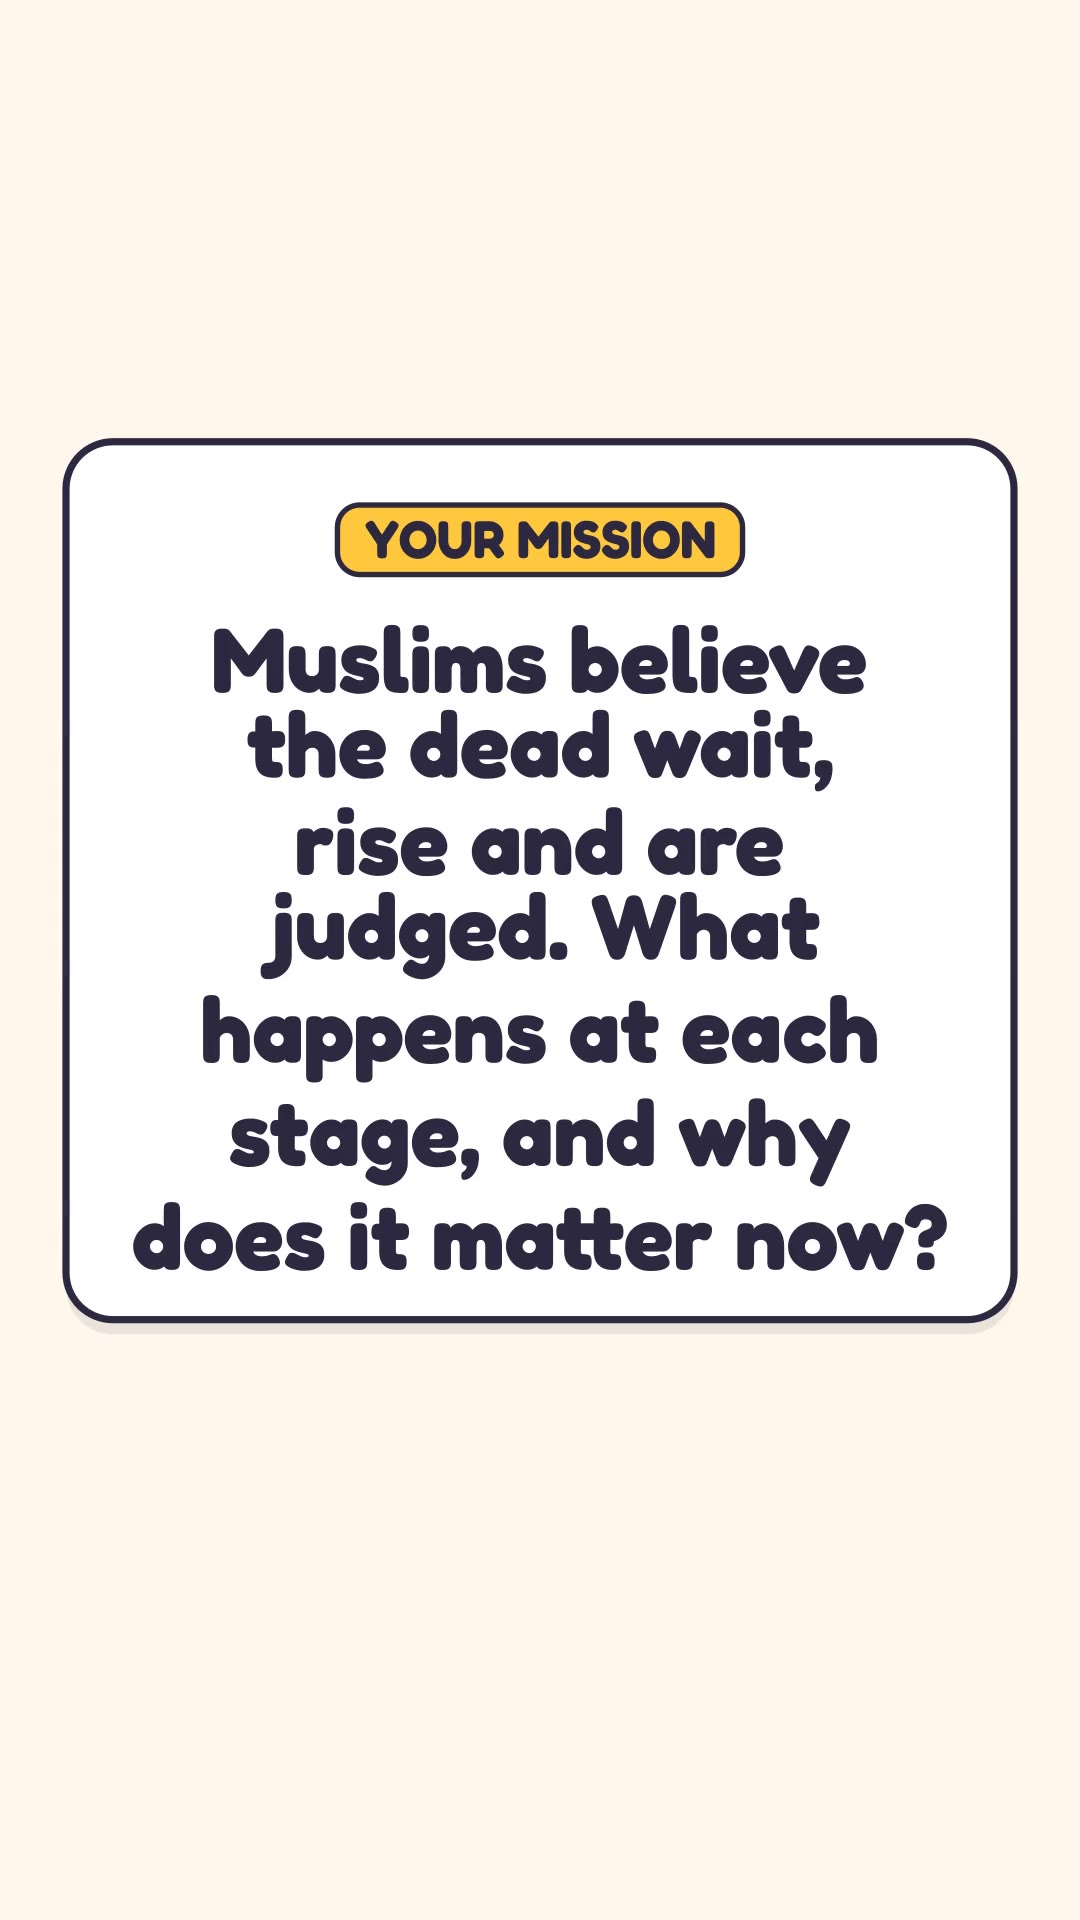 YOUR MISSION
Muslims believe
the dead wait,
rise and are
judged. What
happens at each
stage, and why
does it matter now?